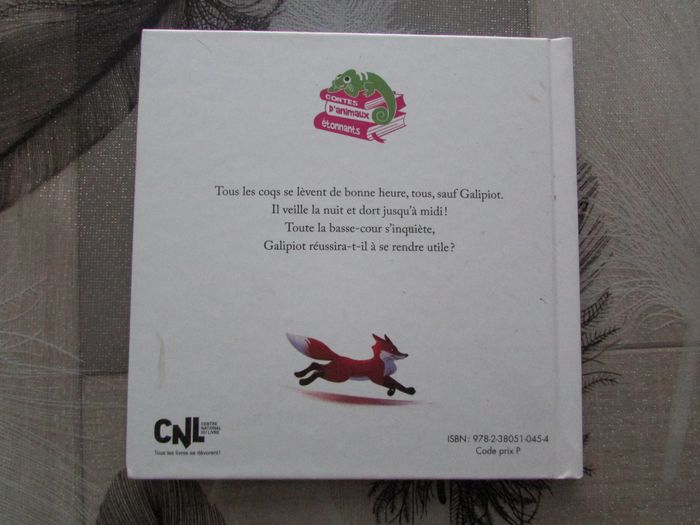 CONTES
D'ANIMAUX
étonnants
Tous les coqs se lèvent de bonne heure, tous, sauf Galipiot.
Il veille la nuit et dort jusqu'à midi !
Toute la basse-cour s'inquiète,
Galipiot réussira-t-il à se rendre utile ?
CNL CENTRE
NATIONAL
DU LIVRE
Tous les livres se dévorent !
ISBN : 978-2-38051-045-4
Code prix P